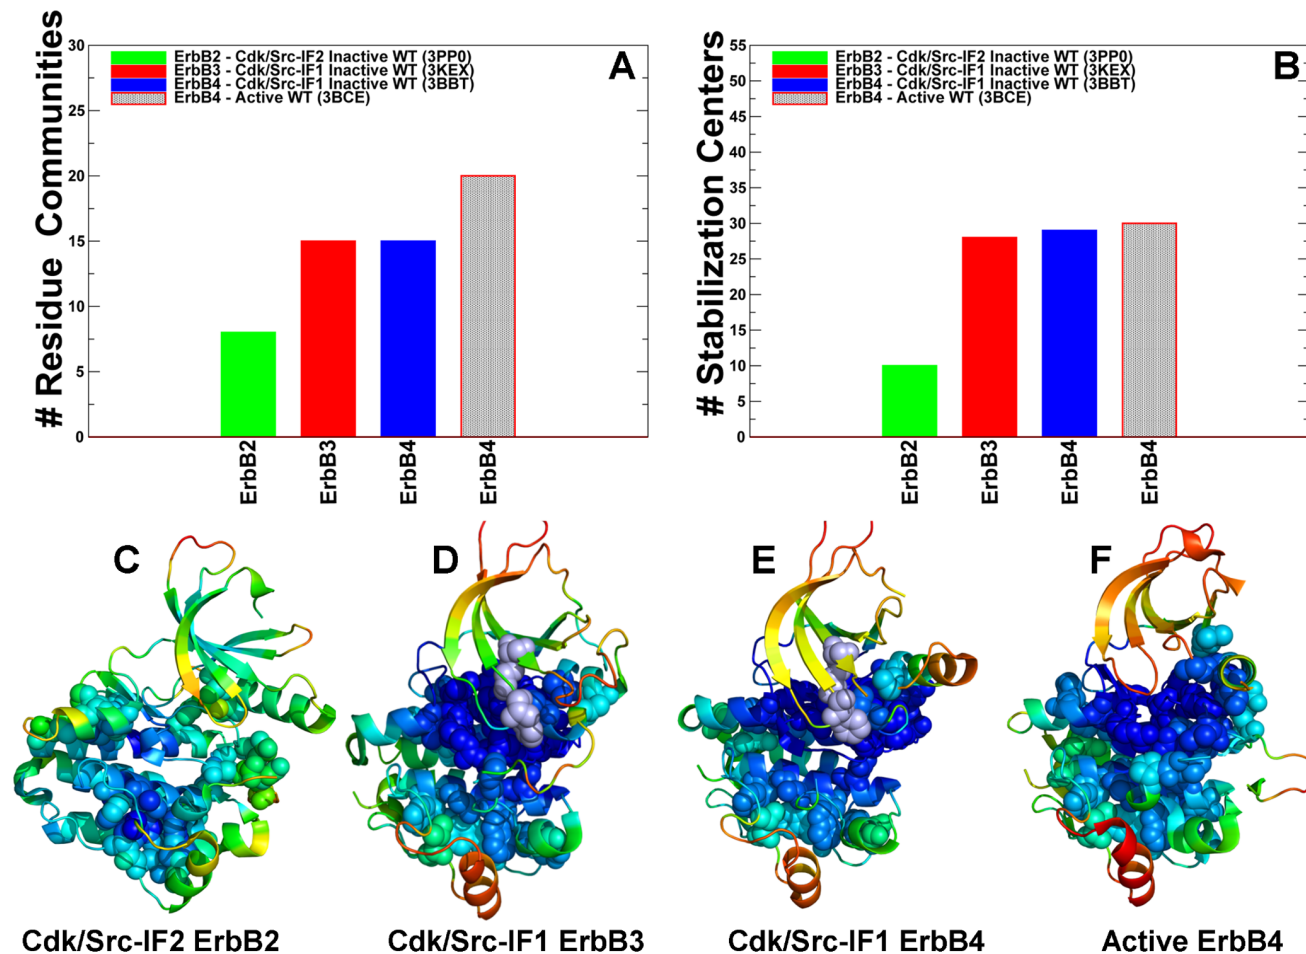 # Residue Communities
30
25
20
15
10
5
0
ErbB2 - Cdk/Src-IF2 Inactive WT (3PP0)
ErbB3 - Cdk/Src-IF1 Inactive WT (3KEX)
ErbB4 - Cdk/Src-IF1 Inactive WT (3BBT)
ErbB4 - Active WT (3BCE)
A
ErbB2
ErbB3
ErbB4
ErbB4
# Stabilization Centers
55
50
45
40
35
30
25
20
15
10
5
0
ErbB2 - Cdk/Src-IF2 Inactive WT (3PP0)
ErbB3 - Cdk/Src-IF1 Inactive WT (3KEX)
ErbB4 - Cdk/Src-IF1 Inactive WT (3BBT)
ErbB4 - Active WT (3BCE)
B
ErbB2
ErbB3
ErbB4
ErbB4
C
D
E
F
Cdk/Src-IF2 ErbB2
Cdk/Src-IF1 ErbB3
Cdk/Src-IF1 ErbB4
Active ErbB4